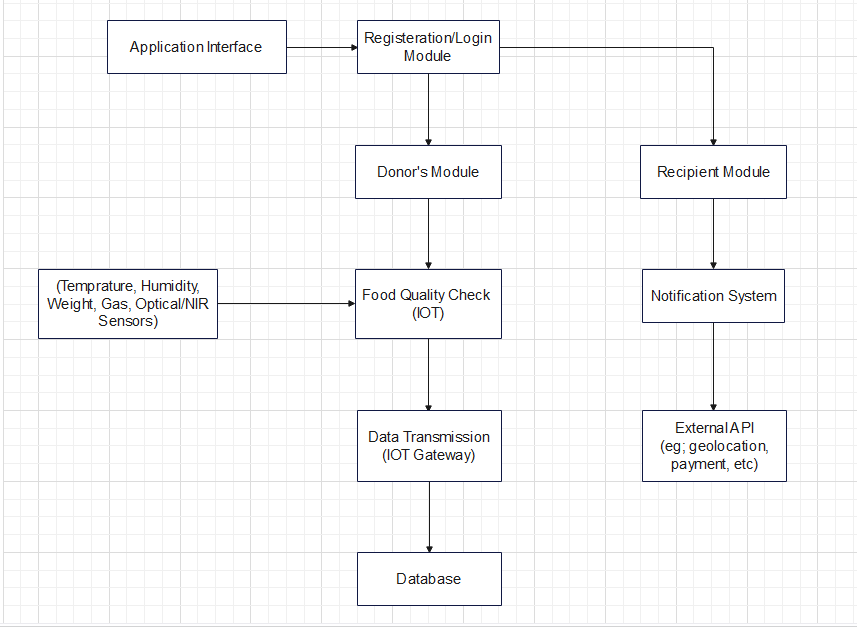 Application Interface
Registeration/Login
Module
Donor's Module
Recipient Module
(Temprature, Humidity,
Weight, Gas, Optical/NIR
Sensors)
Food Quality Check
(IOT)
Notification System
Data Transmission
(IOT Gateway)
External API
(eg; geolocation,
payment, etc)
Database